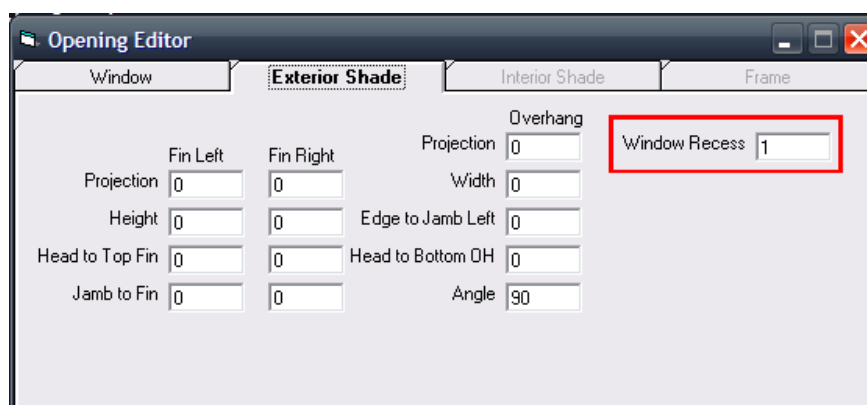 Opening Editor
Window Exterior Shade Interior Shade Frame
Overhang
Projection 0 Window Recess 1
Fin Left Fin Right
Projection 0 0 Width 0
Height 0 0 Edge to Jamb Left 0
Head to Top Fin 0 0 Head to Bottom OH 0
Jamb to Fin 0 0 Angle 90